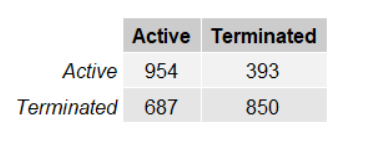 Active Terminated
Active 954 393
Terminated 687 850